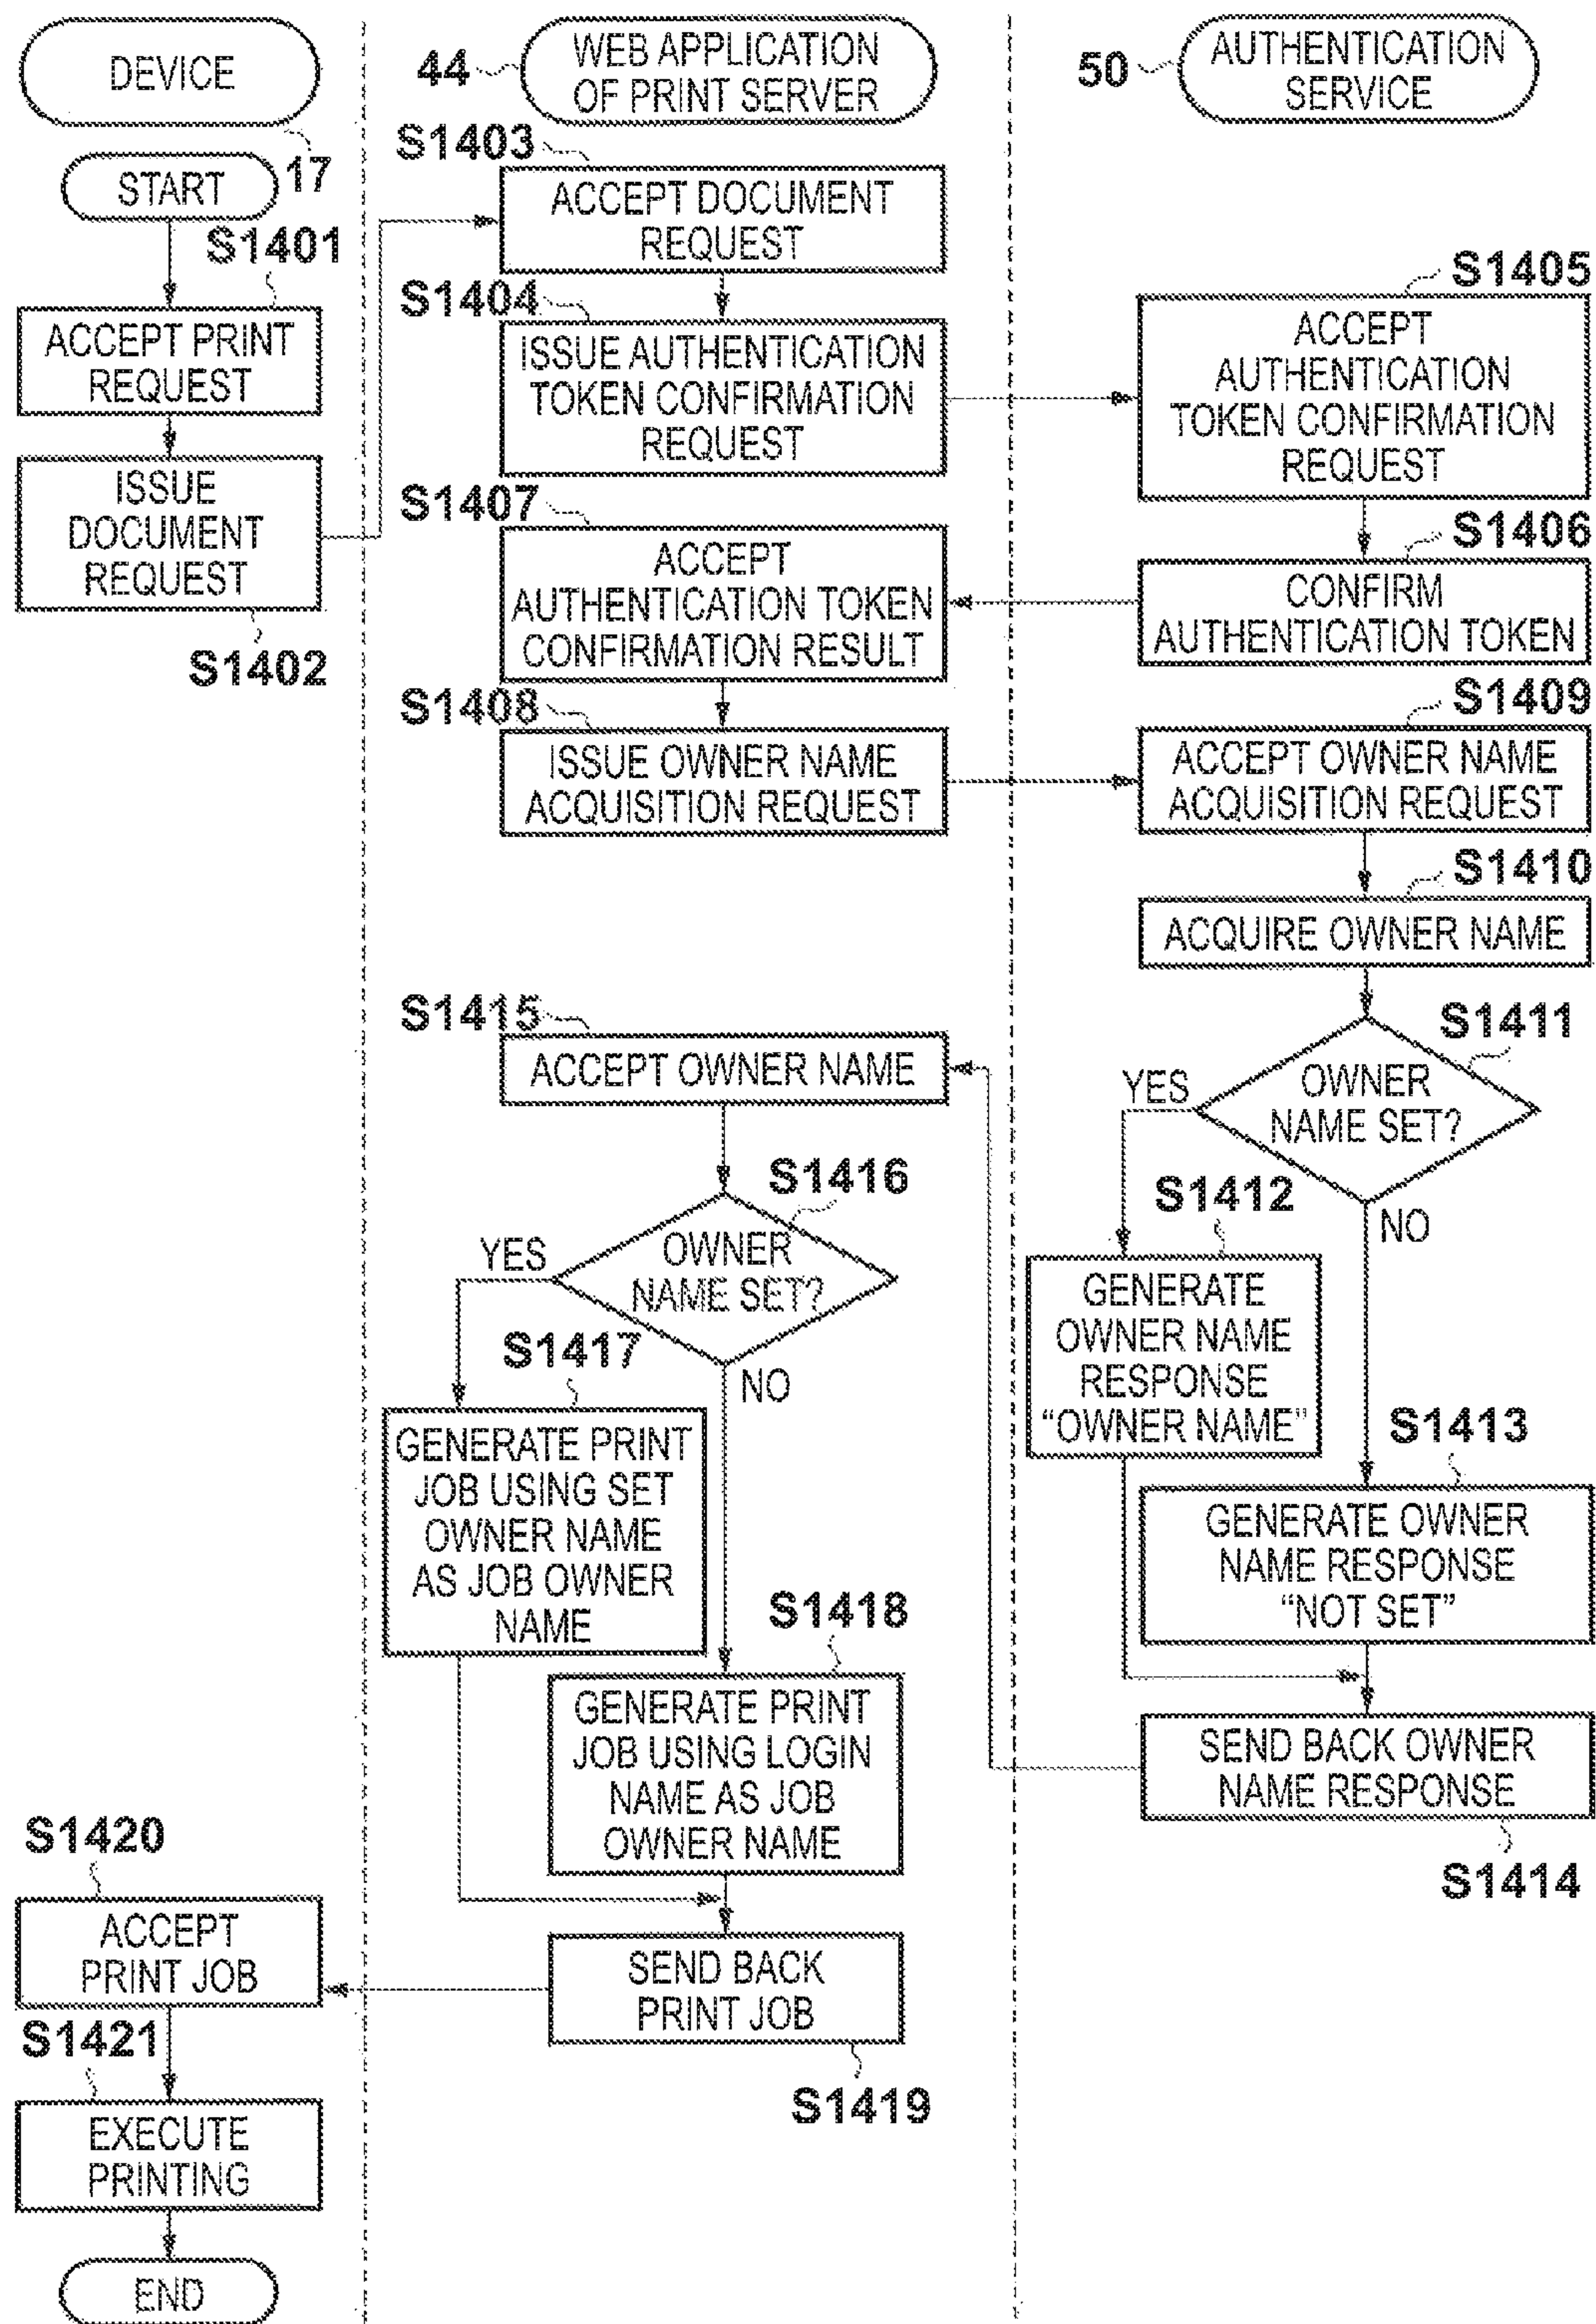 DEVICE
17
START
S1401
ACCEPT PRINT
REQUEST
ISSUE
DOCUMENT
REQUEST
S1402
44
WEB APPLICATION
OF PRINT SERVER
S1403
ACCEPT DOCUMENT
REQUEST
S1404
ISSUE AUTHENTICATION
TOKEN CONFIRMATION
REQUEST
50
AUTHENTICATION
SERVICE
S1405
ACCEPT
AUTHENTICATION
TOKEN CONFIRMATION
REQUEST
S1406
CONFIRM
AUTHENTICATION TOKEN
S1407
ACCEPT
AUTHENTICATION TOKEN
CONFIRMATION RESULT
S1408
ISSUE OWNER NAME
ACQUISITION REQUEST
S1409
ACCEPT OWNER NAME
ACQUISITION REQUEST
S1410
ACQUIRE OWNER NAME
S1411
OWNER
NAME SET?
YES
NO
S1412
GENERATE
OWNER NAME
RESPONSE
“OWNER NAME”
S1413
GENERATE OWNER
NAME RESPONSE
“NOT SET”
SEND BACK OWNER
NAME RESPONSE
S1414
S1415
ACCEPT OWNER NAME
S1416
OWNER
NAME SET?
YES
NO
S1417
GENERATE PRINT
JOB USING SET
OWNER NAME
AS JOB OWNER
NAME
S1418
GENERATE PRINT
JOB USING LOGIN
NAME AS JOB
OWNER NAME
SEND BACK
PRINT JOB
S1419
S1420
ACCEPT
PRINT JOB
S1421
EXECUTE
PRINTING
END